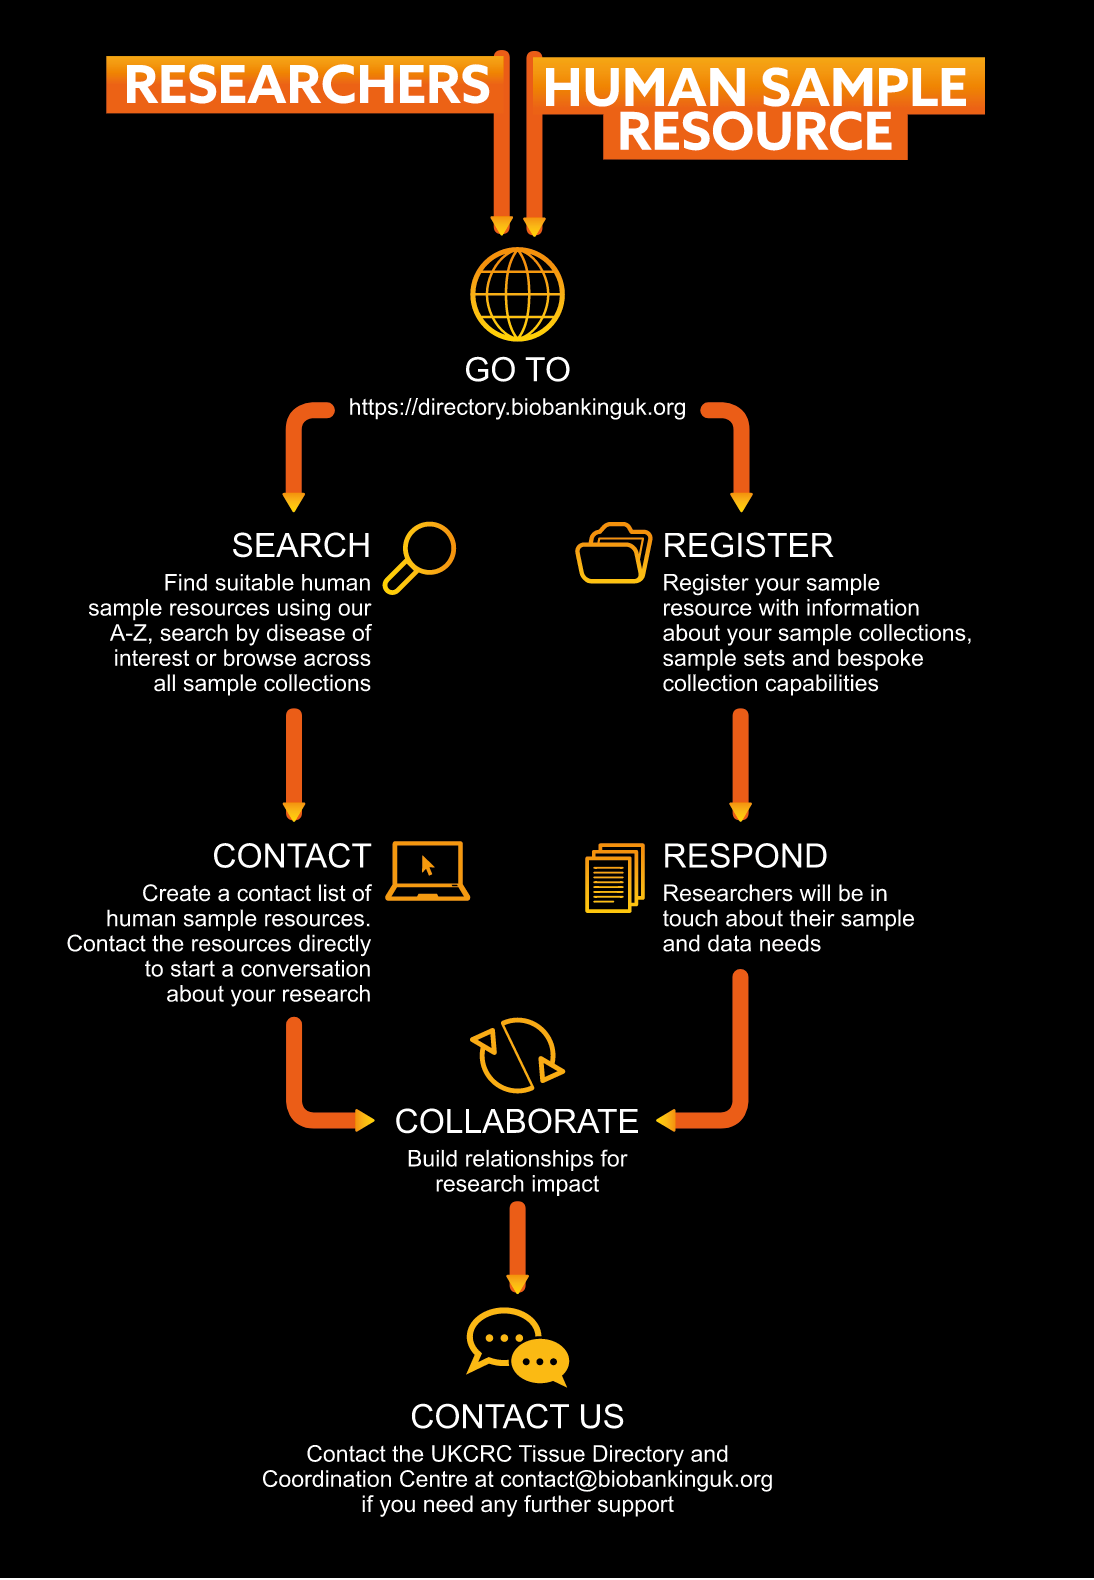 RESEARCHERS
HUMAN SAMPLE
RESOURCE
GO TO
https://directory.biobankinguk.org
SEARCH
Find suitable human
sample resources using our
A-Z, search by disease of
interest or browse across
all sample collections
REGISTER
Register your sample
resource with information
about your sample collections,
sample sets and bespoke
collection capabilities
CONTACT
Create a contact list of
human sample resources.
Contact the resources directly
to start a conversation
about your research
RESPOND
Researchers will be in
touch about their sample
and data needs
COLLABORATE
Build relationships for
research impact
CONTACT US
Contact the UKCRC Tissue Directory and
Coordination Centre at contact@biobankinguk.org
if you need any further support